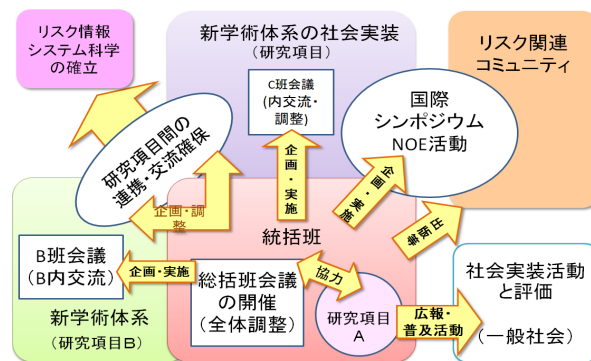 リスク情報
システム科学
の確立
新学術体系の社会実装
(研究項目)
C班会議
(内交流・
調整)
リスク関連
コミュニティ
国際
シンポジウム
NOE活動
研究項目間の
連携・交流確保
企画・実施
企画・実施
企画・調
整
出版等
統括班
B班会議
(B内交流)
企画・実施
総括班会議
の開催
(全体調整)
協力
研究項目
A
広報・
普及活動
社会実装活動
と評価
(一般社会)
新学術体系
(研究項目B)